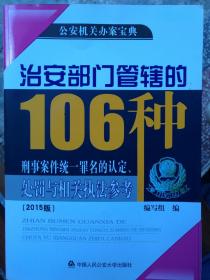 公安机关办案宝典
治安部门管辖的
106种
刑事案件统一罪名的认定、
处罚与相关执法参考
[2015版]
编写组 编
ZHIAN BUMEN GUANXIA DE
中国人民公安大学出版社